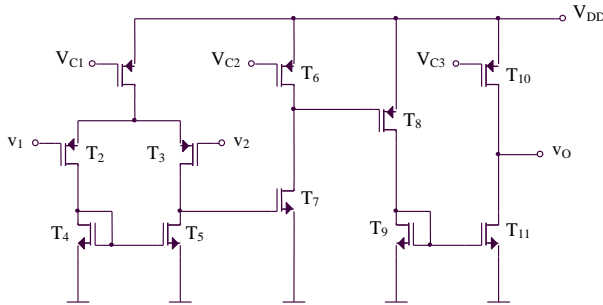 V_DD
V_C1
V_C2
T_6
V_C3
T_10
v_1
T_2
T_3
v_2
T_8
v_O
T_7
T_4
T_5
T_9
T_11